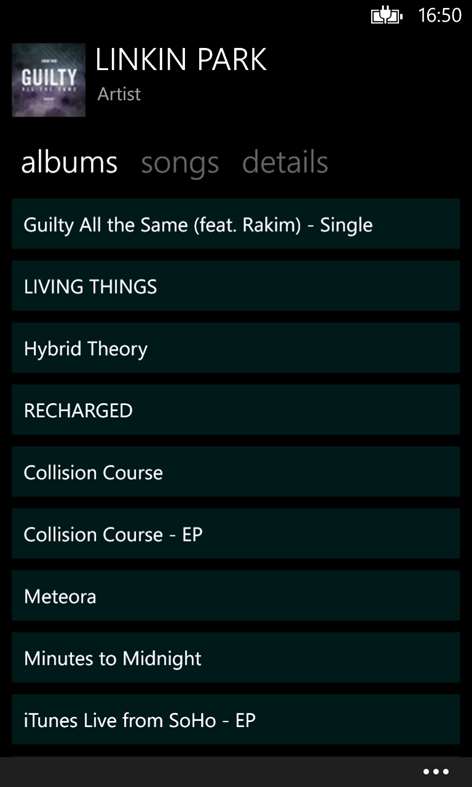 16:50
GUILTY
ALL THE SAME
LINKIN PARK
Artist
albums songs details
Guilty All the Same (feat. Rakim) - Single
LIVING THINGS
Hybrid Theory
RECHARGED
Collision Course
Collision Course - EP
Meteora
Minutes to Midnight
iTunes Live from SoHo - EP